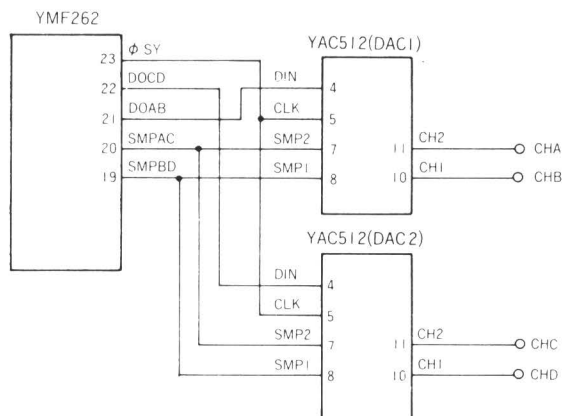 YMF262
YAC512(DAC1)
23 φSY
22 DOCD DIN 4
21 DOAB CLK 5
20 SMPAC SMP2 7 11 CH2 CHA
19 SMPBD SMP1 8 10 CH1 CHB
YAC512(DAC2)
DIN 4
CLK 5
SMP2 7 11 CH2 CHC
SMP1 8 10 CH1 CHD